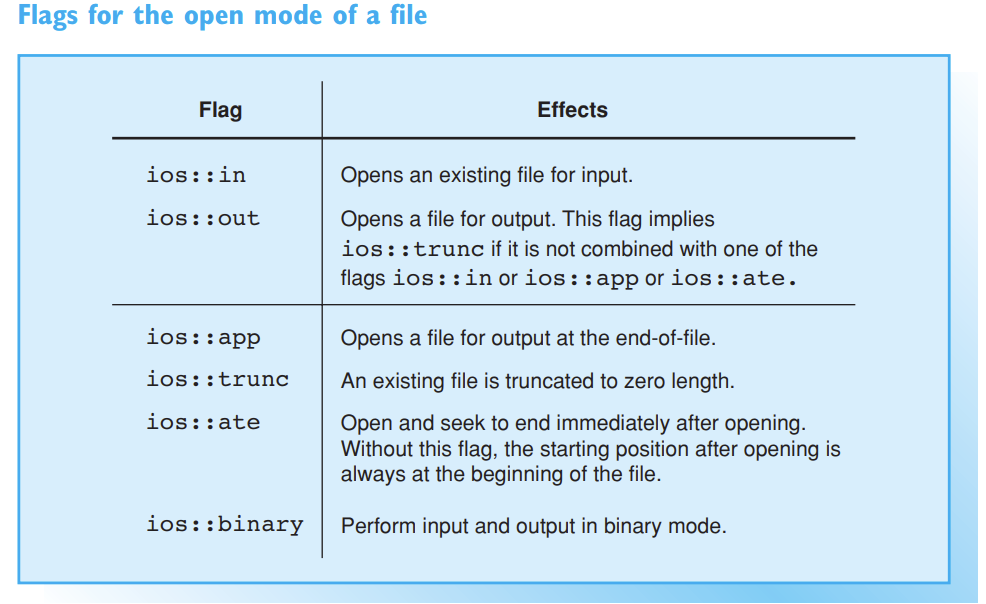 Flags for the open mode of a file
Flag Effects
ios::in Opens an existing file for input.
ios::out Opens a file for output. This flag implies
ios::trunc if it is not combined with one of the
flags ios::in or ios::app or ios::ate.
ios::app Opens a file for output at the end-of-file.
ios::trunc An existing file is truncated to zero length.
ios::ate Open and seek to end immediately after opening.
Without this flag, the starting position after opening is
always at the beginning of the file.
ios::binary Perform input and output in binary mode.